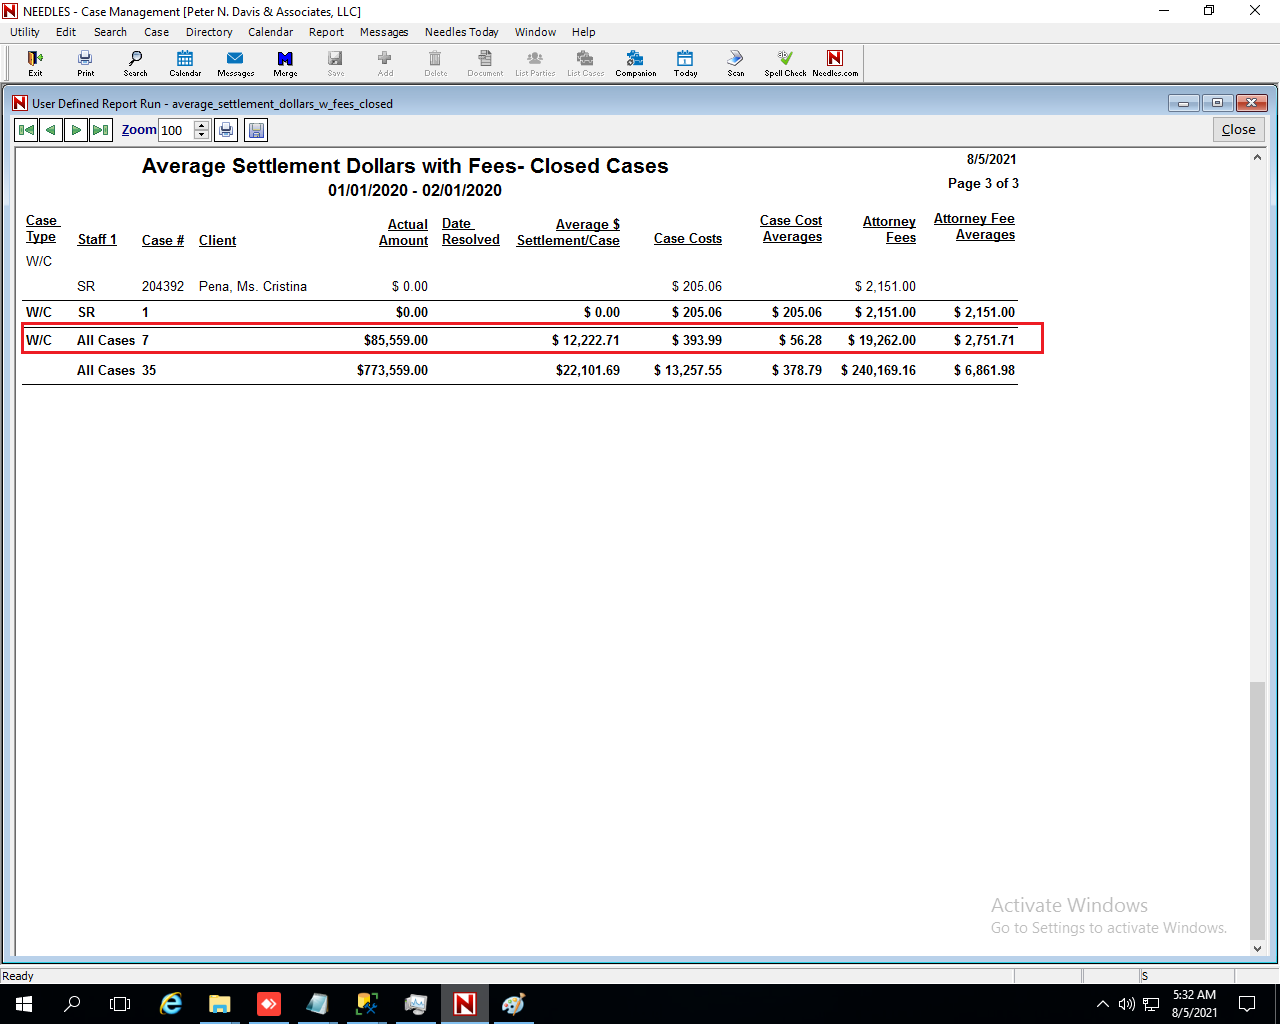 NEEDLES - Case Management [Peter N. Davis & Associates, LLC]
Utility Edit Search Case Directory Calendar Report Messages Needles Today Window Help
Exit Print Search Calendar Messages Merge Save Add Delete Document List Parties List Cases Companion Today Scan Spell Check Needles.com
User Defined Report Run - average_settlement_dollars_w_fees_closed
Zoom 100 Close
Average Settlement Dollars with Fees- Closed Cases 8/5/2021
01/01/2020 - 02/01/2020 Page 3 of 3
Case Actual Date Average $ Case Cost Attorney Attorney Fee
Type Staff 1 Case # Client Amount Resolved Settlement/Case Case Costs Averages Fees Averages
W/C
SR 204392 Pena, Ms. Cristina $ 0.00 $ 205.06 $ 2,151.00
W/C SR 1 $0.00 $ 0.00 $ 205.06 $ 205.06 $ 2,151.00 $ 2,151.00
W/C All Cases 7 $85,559.00 $ 12,222.71 $ 393.99 $ 56.28 $ 19,262.00 $ 2,751.71
All Cases 35 $773,559.00 $22,101.69 $ 13,257.55 $ 378.79 $ 240,169.16 $ 6,861.98
Activate Windows
Go to Settings to activate Windows.
Ready S
5:32 AM
8/5/2021